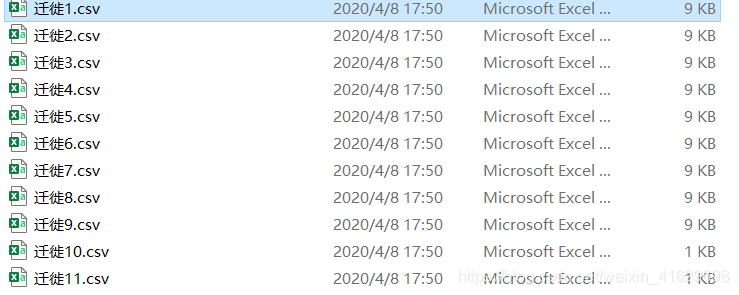 迁徙1.csv 2020/4/8 17:50 Microsoft Excel ... 9 KB
迁徙2.csv 2020/4/8 17:50 Microsoft Excel ... 9 KB
迁徙3.csv 2020/4/8 17:50 Microsoft Excel ... 9 KB
迁徙4.csv 2020/4/8 17:50 Microsoft Excel ... 9 KB
迁徙5.csv 2020/4/8 17:50 Microsoft Excel ... 9 KB
迁徙6.csv 2020/4/8 17:50 Microsoft Excel ... 9 KB
迁徙7.csv 2020/4/8 17:50 Microsoft Excel ... 9 KB
迁徙8.csv 2020/4/8 17:50 Microsoft Excel ... 9 KB
迁徙9.csv 2020/4/8 17:50 Microsoft Excel ... 9 KB
迁徙10.csv 2020/4/8 17:50 Microsoft Excel ... 1 KB
迁徙11.csv 2020/4/8 17:50 Microsoft Excel ... 1 KB